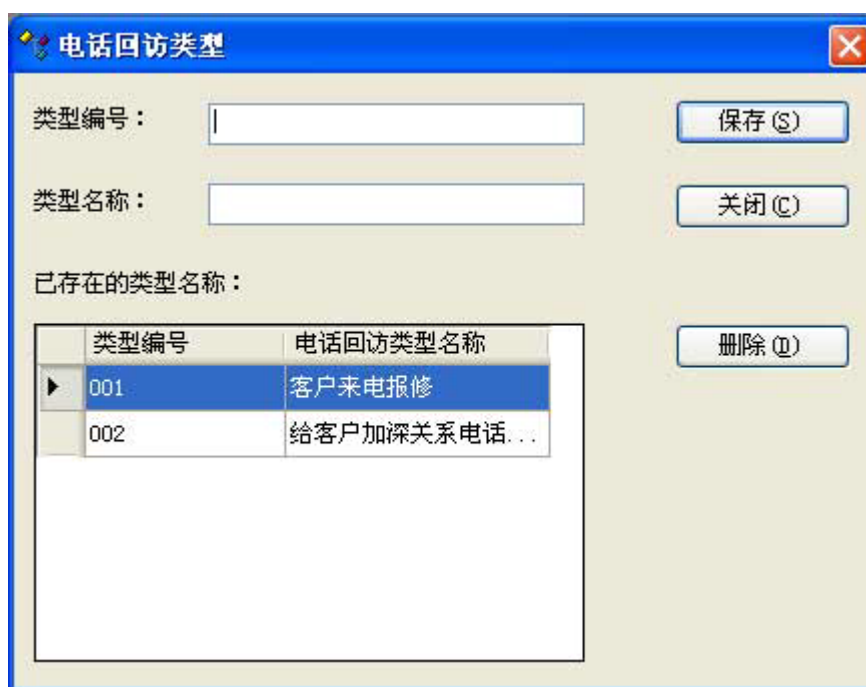 电话回访类型
类型编号： 保存(S)
类型名称： 关闭(C)
已存在的类型名称：
类型编号 电话回访类型名称 删除(D)
001 客户来电报修
002 给客户加深关系电话...